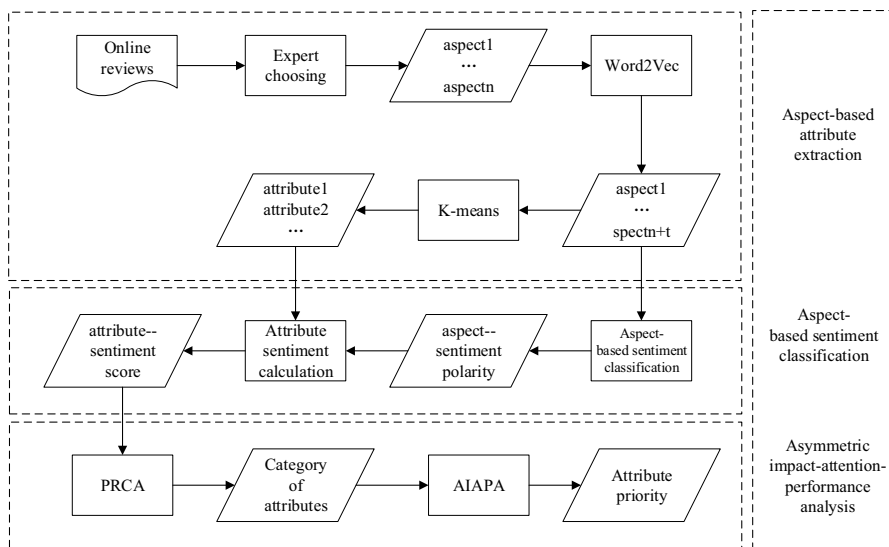 Online
reviews
Expert
choosing
aspect1
...
aspectn
Word2Vec
Aspect-based
attribute
extraction
attribute1
attribute2
...
K-means
aspect1
...
spectn+t
attribute--
sentiment
score
Attribute
sentiment
calculation
aspect--
sentiment
polarity
Aspect
-based sentiment
classification
Aspect-
based sentiment
classification
PRCA
Category
of
attributes
AIAPA
Attribute
priority
Asymmetric
impact-attention-
performance
analysis